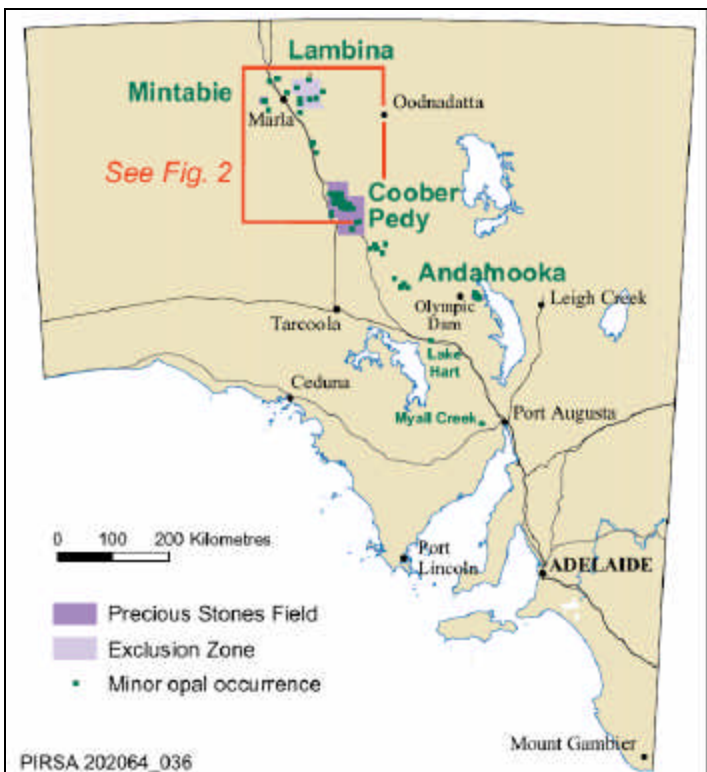 Lambina
Mintabie
Oodnadatta
Marla
See Fig. 2
Coober
Pedy
Andamooka
Olympic
Dam
Leigh Creek
Tarcoola
Lake
Hart
Ceduna
Myall Creek
Port Augusta
0 100 200 Kilometres
Port
Lincoln
ADELAIDE
Precious Stones Field
Exclusion Zone
Minor opal occurrence
Mount Gambier
PIRSA 202064_036